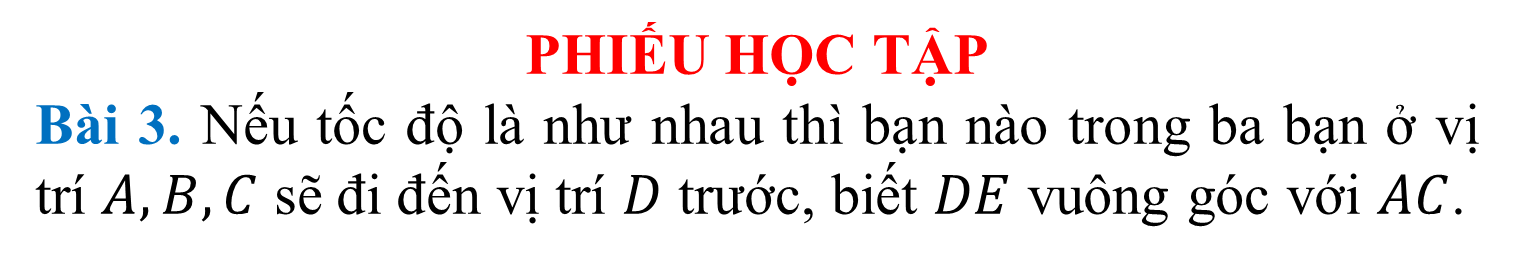 PHIẾU HỌC TẬP
Bài 3. Nếu tốc độ là như nhau thì bạn nào trong ba bạn ở vị
trí A, B, C sẽ đi đến vị trí D trước, biết DE vuông góc với AC.